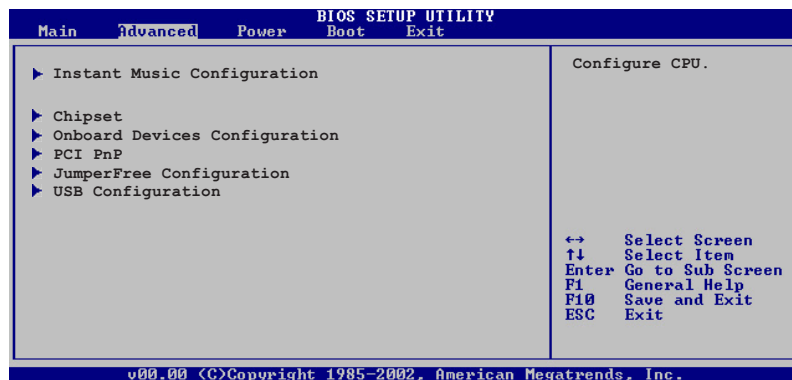 BIOS SETUP UTILITY
Main Advanced Power Boot Exit
Instant Music Configuration
Chipset
Onboard Devices Configuration
PCI PnP
JumperFree Configuration
USB Configuration
Configure CPU.
←→ Select Screen
↑↓ Select Item
Enter Go to Sub Screen
F1 General Help
F10 Save and Exit
ESC Exit
v00.00 (C)Copyright 1985-2002, American Megatrends, Inc.